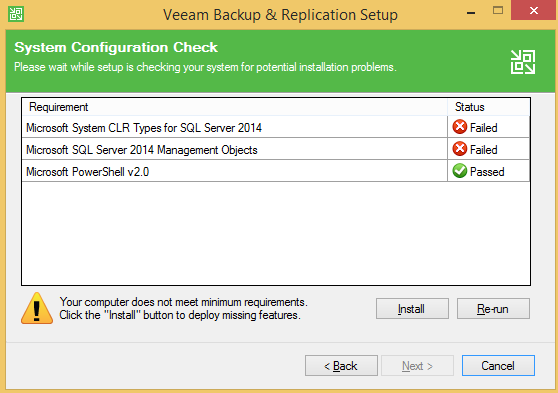 Veeam Backup & Replication Setup
System Configuration Check
Please wait while setup is checking your system for potential installation problems.
Requirement Status
Microsoft System CLR Types for SQL Server 2014 Failed
Microsoft SQL Server 2014 Management Objects Failed
Microsoft PowerShell v2.0 Passed
Your computer does not meet minimum requirements.
Click the "Install" button to deploy missing features.
Install Re-run
< Back Next > Cancel